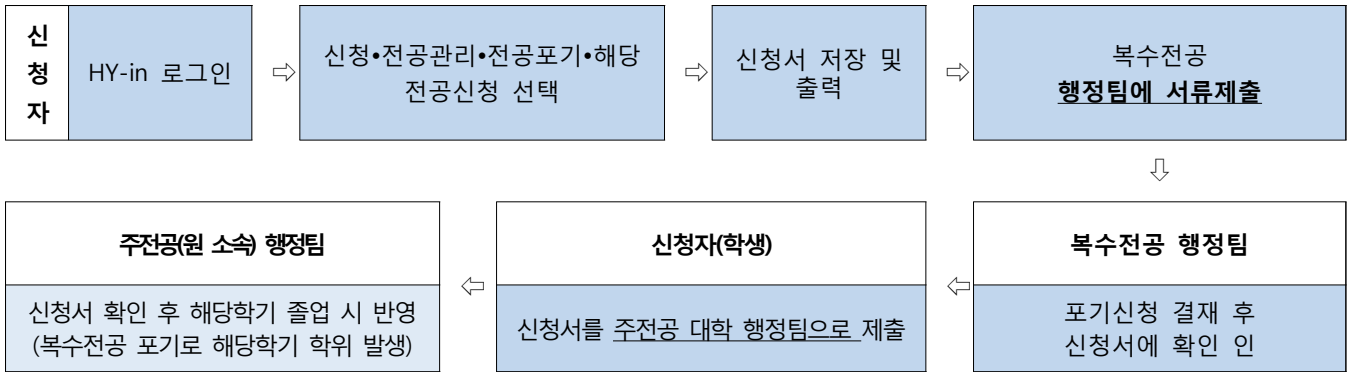 신
청
자
HY-in 로그인
⇨
신청•전공관리•전공포기•해당
전공신청 선택
⇨
신청서 저장 및
출력
⇨
복수전공
행정팀에 서류제출
⇩
복수전공 행정팀
포기신청 결재 후
신청서에 확인 인
⇦
신청자(학생)
신청서를 주전공 대학 행정팀으로 제출
⇦
주전공(원 소속) 행정팀
신청서 확인 후 해당학기 졸업 시 반영
(복수전공 포기로 해당학기 학위 발생)